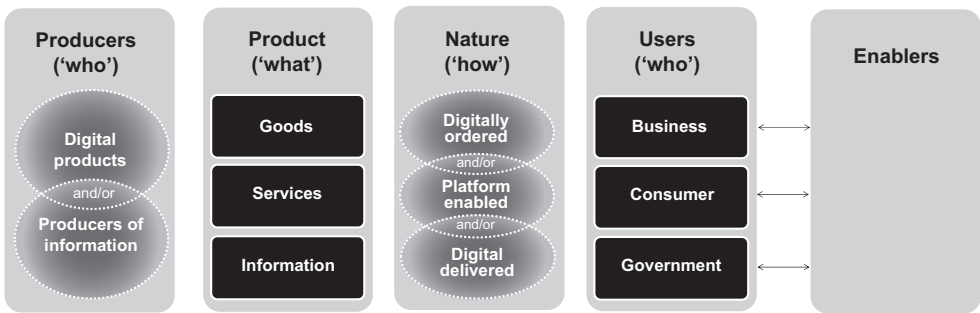 Producers
(‘who’)
Digital
products
and/or
Producers of
information
Product
(‘what’)
Goods
Services
Information
Nature
(‘how’)
Digitally
ordered
and/or
Platform
enabled
and/or
Digital
delivered
Users
(‘who’)
Business
Consumer
Government
Enablers